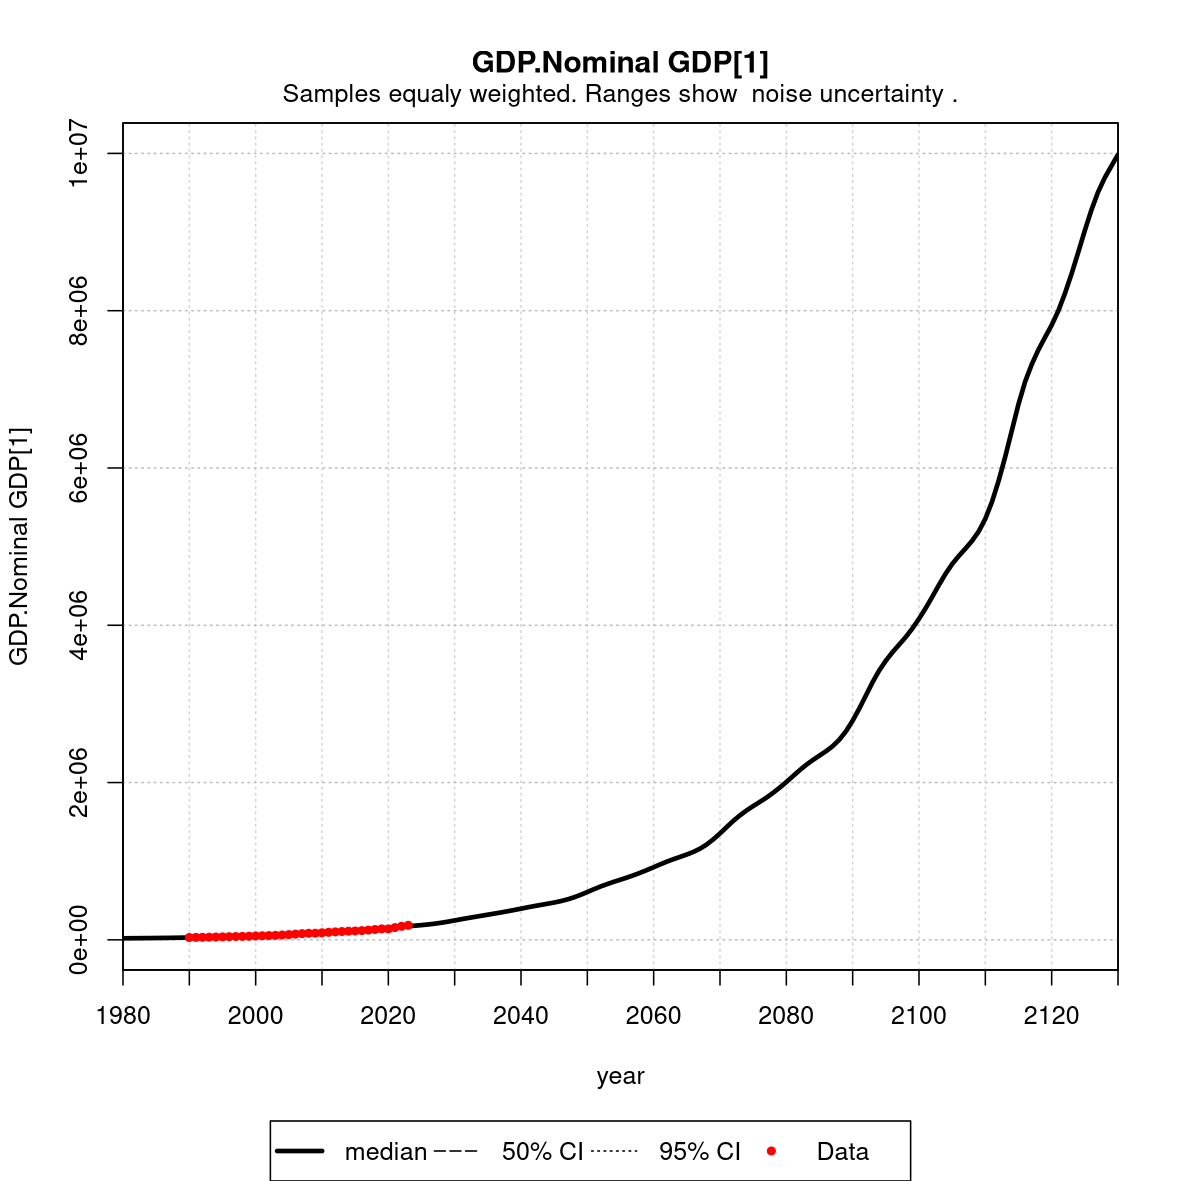 GDP.Nominal GDP[1]
Samples equaly weighted. Ranges show  noise uncertainty .
GDP.Nominal GDP[1]
1e+07
8e+06
6e+06
4e+06
2e+06
0e+00
1980 2000 2020 2040 2060 2080 2100 2120
year
median 50% CI 95% CI Data